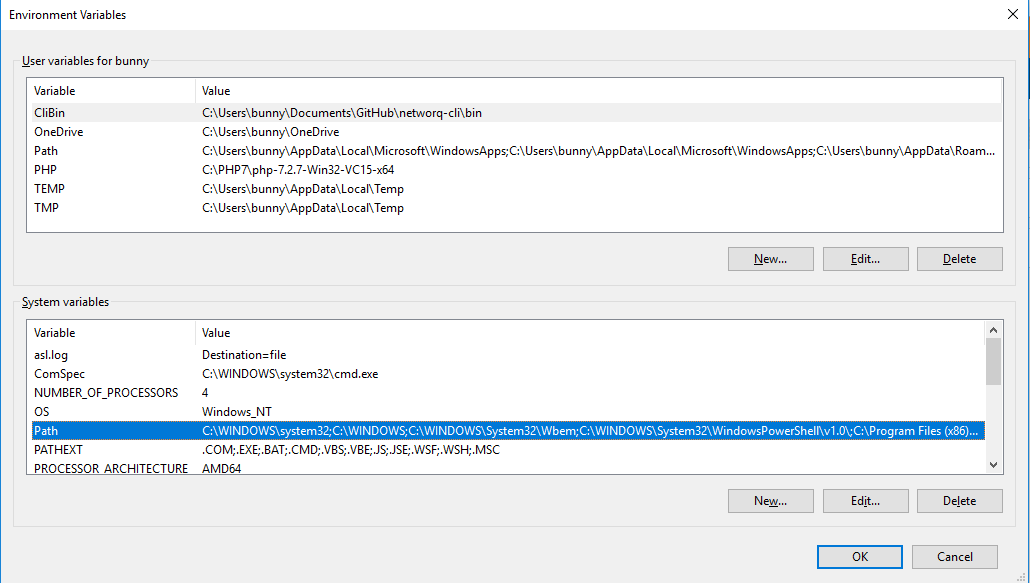 Environment Variables
User variables for bunny
Variable Value
CliBin C:\Users\bunny\Documents\GitHub\networq-cli\bin
OneDrive C:\Users\bunny\OneDrive
Path C:\Users\bunny\AppData\Local\Microsoft\WindowsApps;C:\Users\bunny\AppData\Local\Microsoft\WindowsApps;C:\Users\bunny\AppData\Roam...
PHP C:\PHP7\php-7.2.7-Win32-VC15-x64
TEMP C:\Users\bunny\AppData\Local\Temp
TMP C:\Users\bunny\AppData\Local\Temp
New... Edit... Delete
System variables
Variable Value
asl.log Destination=file
ComSpec C:\WINDOWS\system32\cmd.exe
NUMBER_OF_PROCESSORS 4
OS Windows_NT
Path C:\WINDOWS\system32;C:\WINDOWS;C:\WINDOWS\System32\Wbem;C:\WINDOWS\System32\WindowsPowerShell\v1.0\;C:\Program Files (x86)...
PATHEXT .COM;.EXE;.BAT;.CMD;.VBS;.VBE;.JS;.JSE;.WSF;.WSH;.MSC
PROCESSOR_ARCHITECTURE AMD64
New... Edit... Delete
OK Cancel